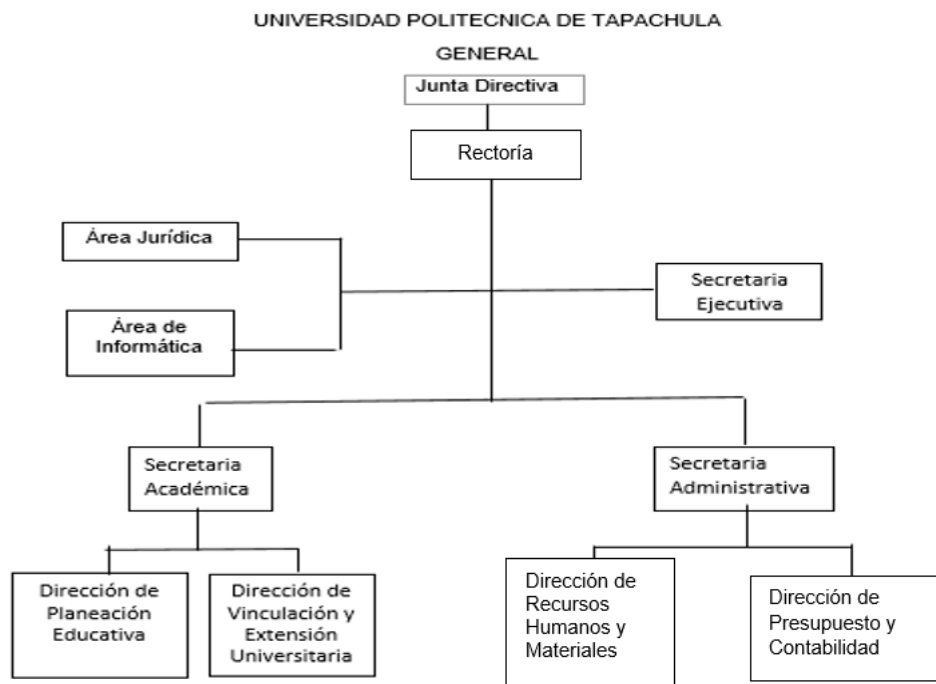 UNIVERSIDAD POLITECNICA DE TAPACHULA
GENERAL
Junta Directiva
Rectoría
Área Jurídica
Secretaria
Ejecutiva
Área de
Informática
Secretaria
Académica
Secretaria
Administrativa
Dirección de
Planeación
Educativa
Dirección de
Vinculación y
Extensión
Universitaria
Dirección de
Recursos
Humanos y
Materiales
Dirección de
Presupuesto y
Contabilidad